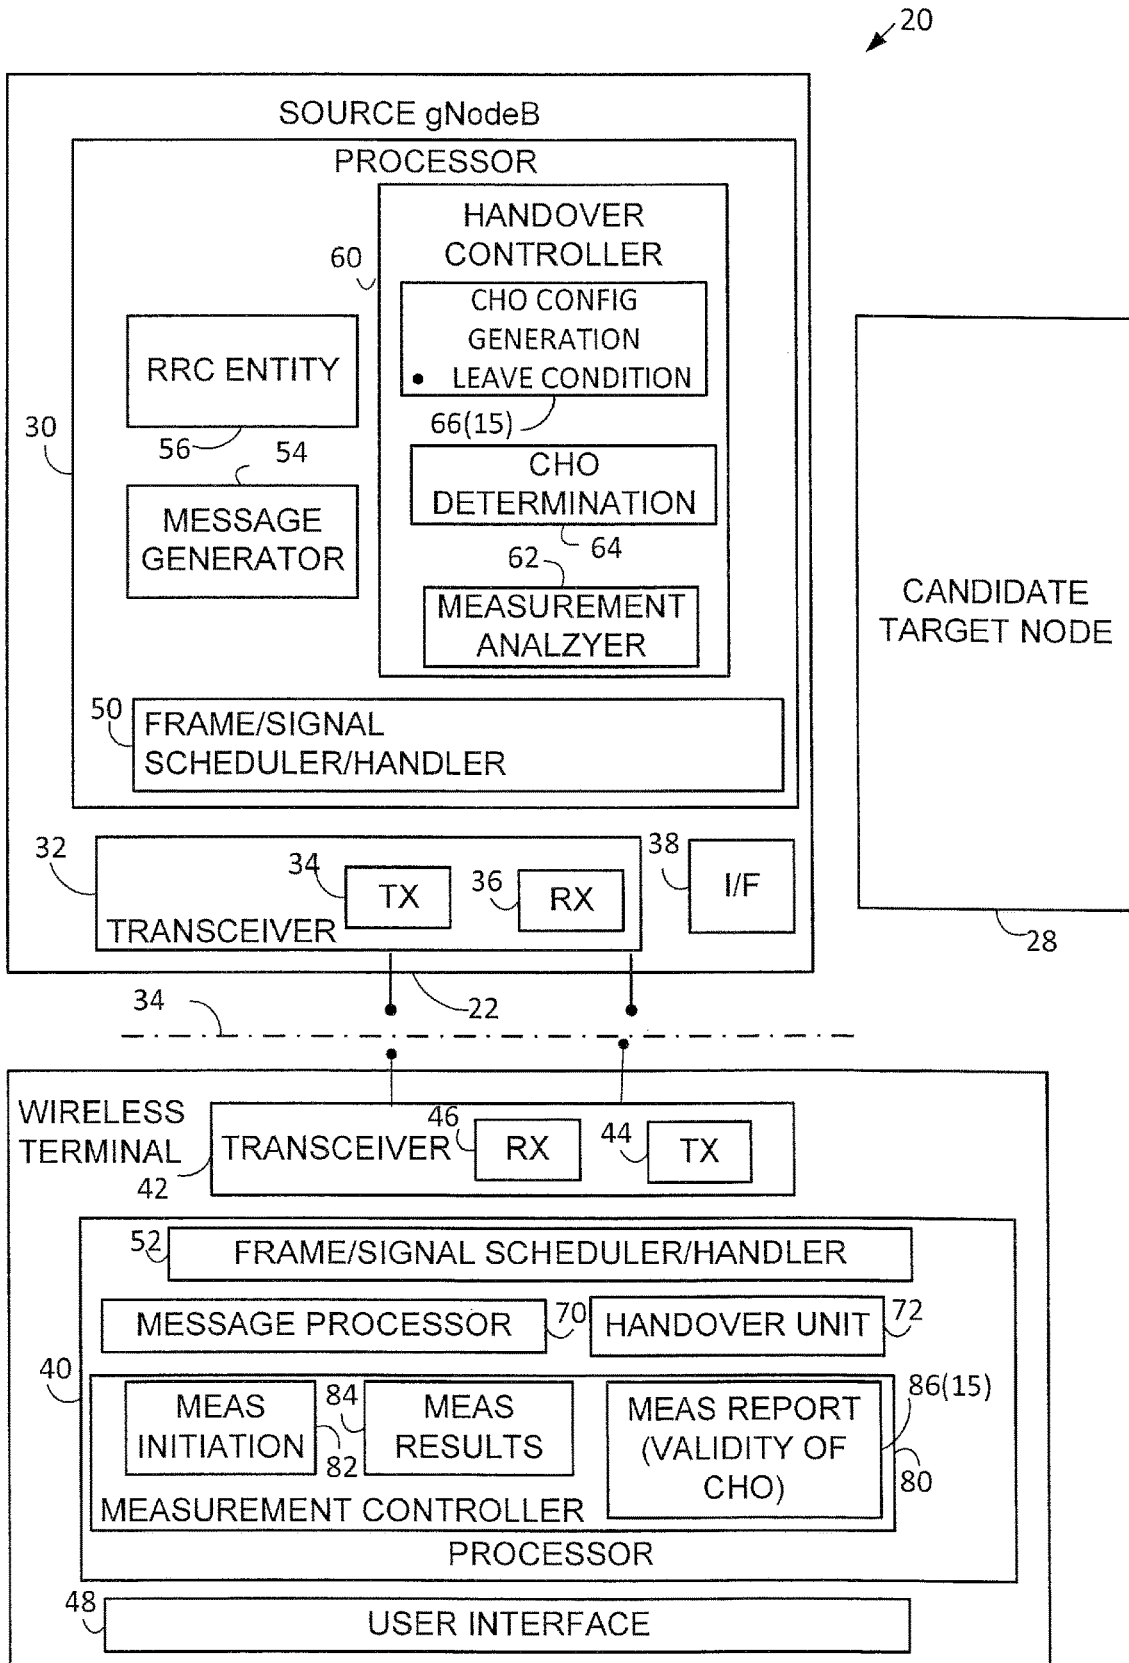 20
SOURCE gNodeB
PROCESSOR
HANDOVER
CONTROLLER
60
CHO CONFIG
GENERATION
• LEAVE CONDITION
66(15)
RRC ENTITY
30
56
54
CHO
DETERMINATION
64
MESSAGE
GENERATOR
62
MEASUREMENT
ANALZYER
CANDIDATE
TARGET NODE
50
FRAME/SIGNAL
SCHEDULER/HANDLER
32
34
TX
36
RX
TRANSCEIVER
38
I/F
28
22
34
WIRELESS
TERMINAL
42
TRANSCEIVER
46
RX
44
TX
52
FRAME/SIGNAL SCHEDULER/HANDLER
MESSAGE PROCESSOR
70
HANDOVER UNIT
72
40
MEAS
INITIATION
82
84
MEAS
RESULTS
MEAS REPORT
(VALIDITY OF
CHO)
86(15)
80
MEASUREMENT CONTROLLER
PROCESSOR
48
USER INTERFACE